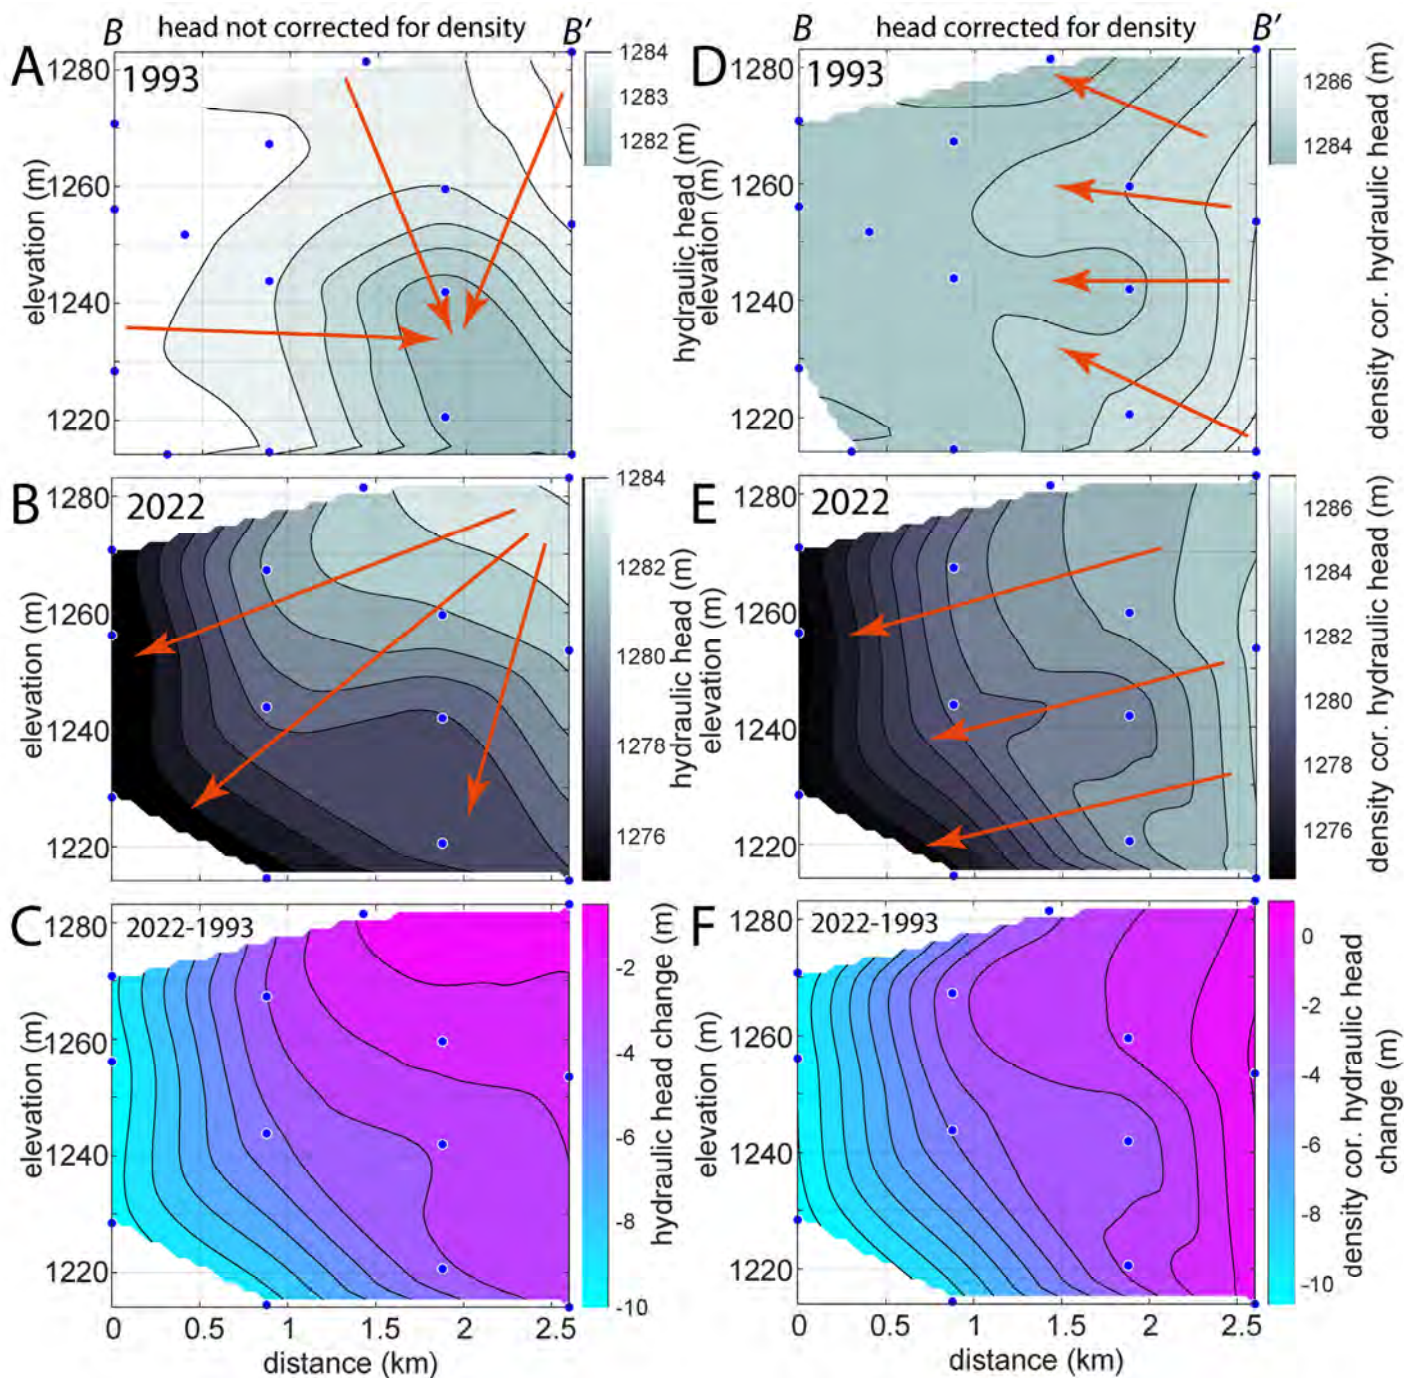 B head not corrected for density B'
A 1993
1280
1260
1240
1220
elevation (m)
1284
1283
1282
hydraulic head (m)
B head corrected for density B'
D 1993
1280
1260
1240
1220
elevation (m)
1286
1284
density cor. hydraulic head (m)
B 2022
1280
1260
1240
1220
elevation (m)
1284
1282
1280
1278
1276
hydraulic head (m)
E 2022
1280
1260
1240
1220
elevation (m)
1286
1284
1282
1280
1278
1276
density cor. hydraulic head (m)
C 2022-1993
1280
1260
1240
1220
elevation (m)
0 0.5 1 1.5 2 2.5
distance (km)
-2
-4
-6
-8
-10
hydraulic head change (m)
F 2022-1993
1280
1260
1240
1220
elevation (m)
0 0.5 1 1.5 2 2.5
distance (km)
0
-2
-4
-6
-8
-10
density cor. hydraulic head
change (m)